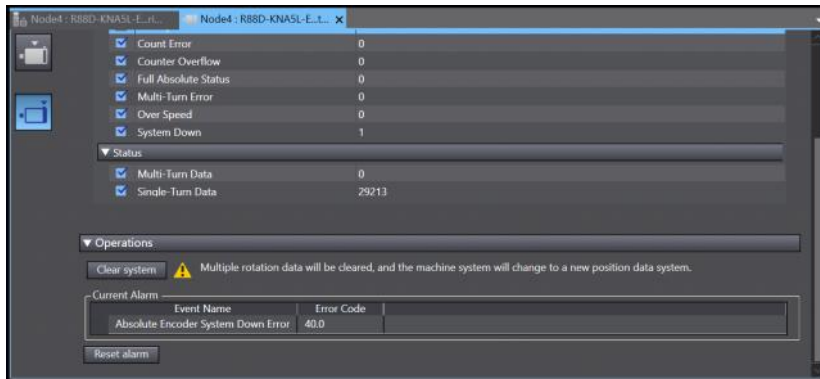 Node4 : R88D-KNA5L-E...ri...
Node4 : R88D-KNA5L-E...t... X
Count Error 0
Counter Overflow 0
Full Absolute Status 0
Multi-Turn Error 0
Over Speed 0
System Down 1
Status
Multi-Turn Data 0
Single-Turn Data 29213
Operations
Clear system Multiple rotation data will be cleared, and the machine system will change to a new position data system.
Current Alarm
Event Name Error Code
Absolute Encoder System Down Error 40.0
Reset alarm